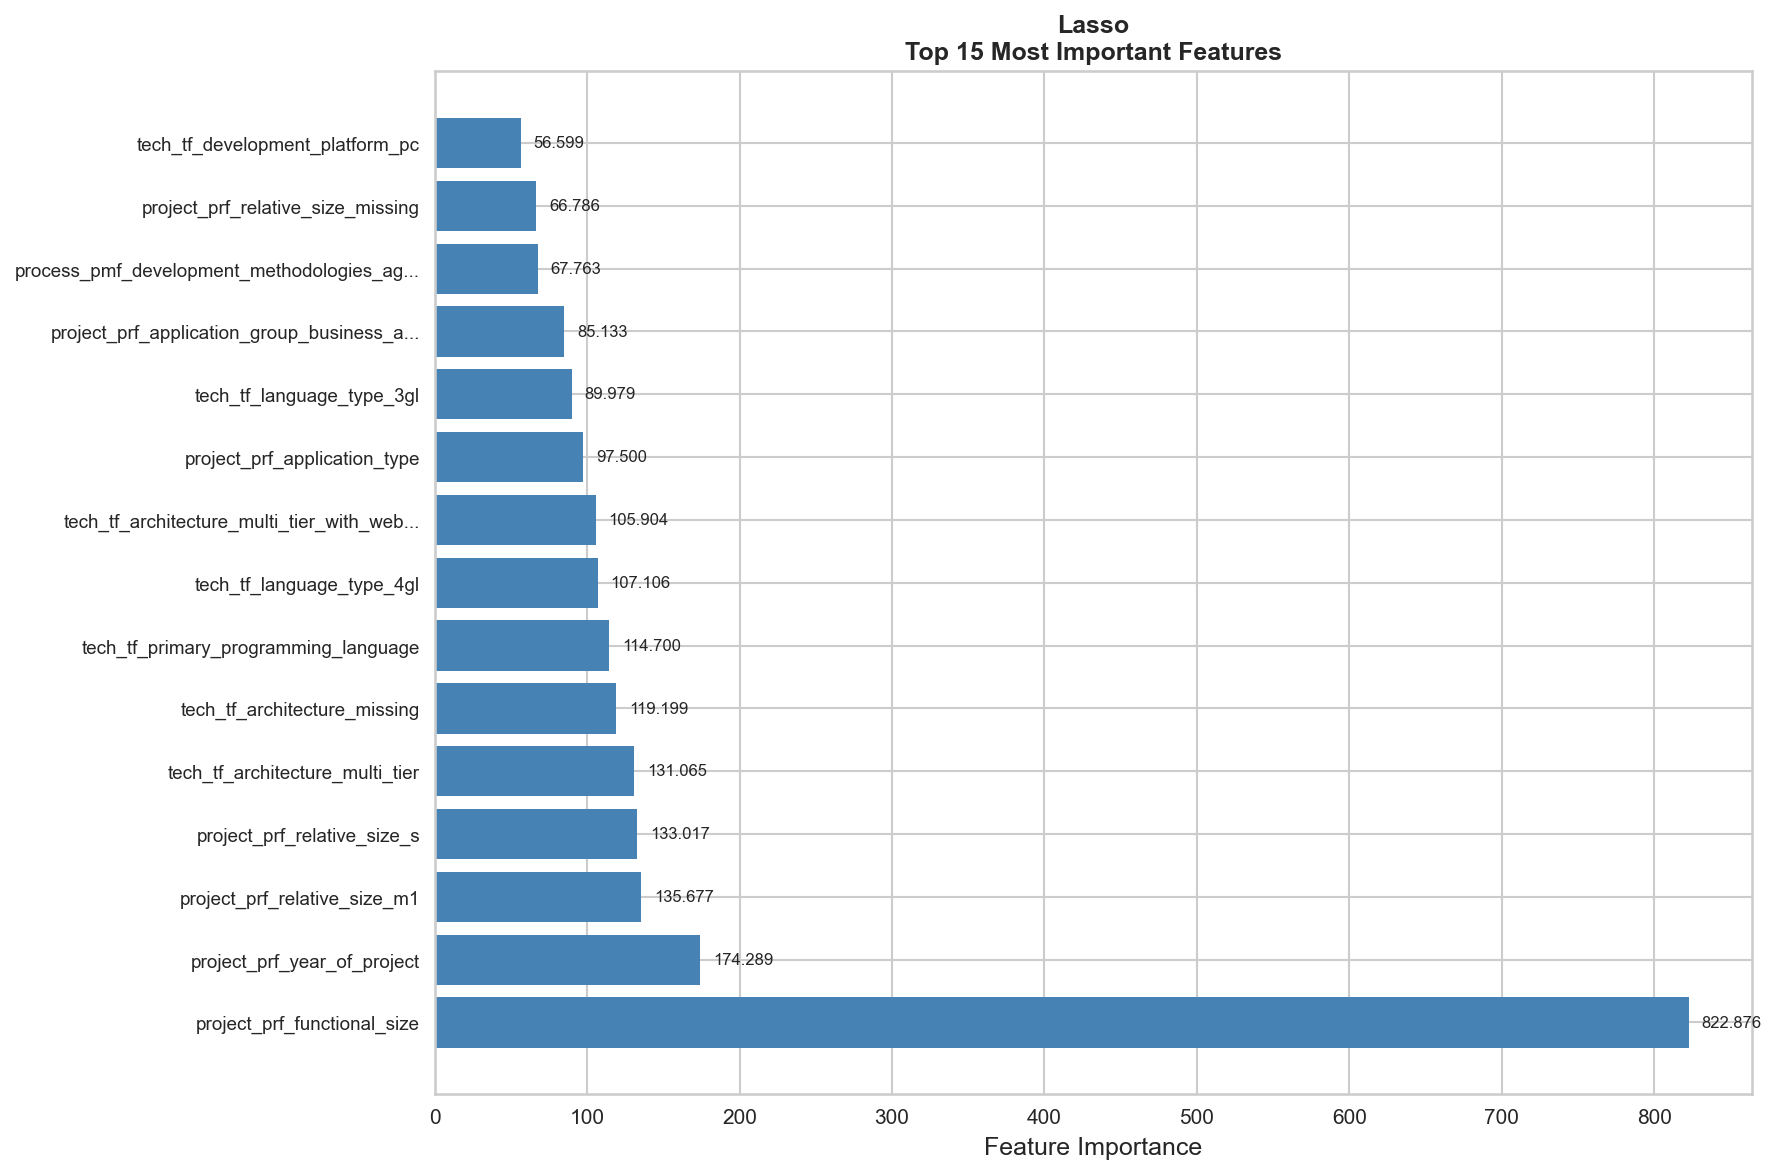 Lasso
Top 15 Most Important Features
tech_tf_development_platform_pc 56.599
project_prf_relative_size_missing 66.786
process_pmf_development_methodologies_ag... 67.763
project_prf_application_group_business_a... 85.133
tech_tf_language_type_3gl 89.979
project_prf_application_type 97.500
tech_tf_architecture_multi_tier_with_web... 105.904
tech_tf_language_type_4gl 107.106
tech_tf_primary_programming_language 114.700
tech_tf_architecture_missing 119.199
tech_tf_architecture_multi_tier 131.065
project_prf_relative_size_s 133.017
project_prf_relative_size_m1 135.677
project_prf_year_of_project 174.289
project_prf_functional_size 822.876
0 100 200 300 400 500 600 700 800
Feature Importance